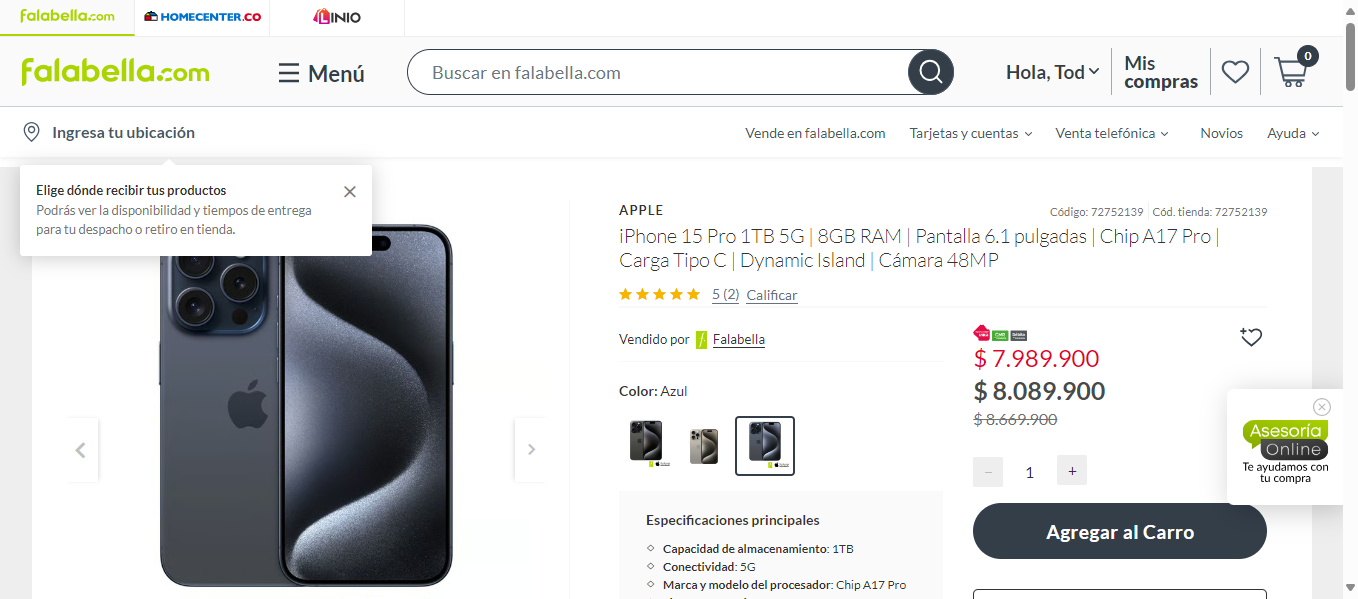 falabella.com
HOMECENTER.CO
LINIO
falabella.com
Menú
Buscar en falabella.com
Hola, Tod
Mis
compras
0
Ingresa tu ubicación
Vende en falabella.com
Tarjetas y cuentas
Venta telefónica
Novios
Ayuda
Elige dónde recibir tus productos
Podrás ver la disponibilidad y tiempos de entrega
para tu despacho o retiro en tienda.
APPLE
Código: 72752139
Cód. tienda: 72752139
iPhone 15 Pro 1TB 5G | 8GB RAM | Pantalla 6.1 pulgadas | Chip A17 Pro |
Carga Tipo C | Dynamic Island | Cámara 48MP
5 (2)
Calificar
Vendido por
Falabella
$ 7.989.900
$ 8.089.900
$ 8.669.900
Color: Azul
− 1 +
Asesoría
Online
Te ayudamos con
tu compra
Agregar al Carro
Especificaciones principales
Capacidad de almacenamiento: 1TB
Conectividad: 5G
Marca y modelo del procesador: Chip A17 Pro